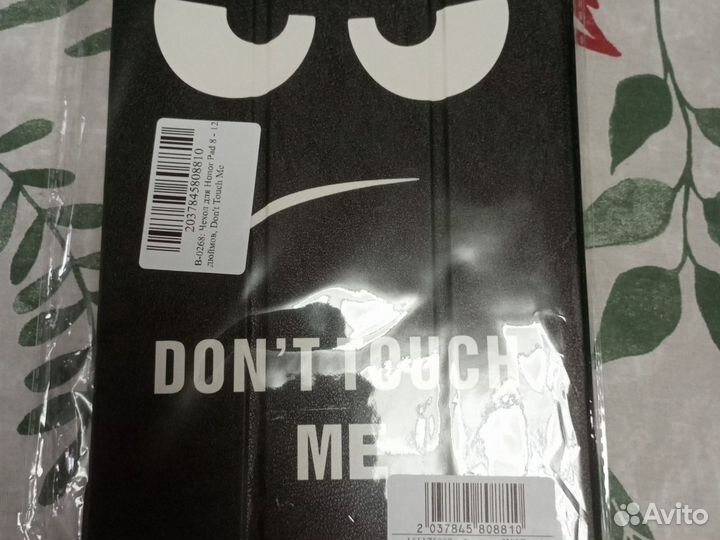 2037845808810
B-0268: Чехол для Honor Pad 8 - 12
дюймов, Don't Touch Me
DON'T TOUCH
ME
2 037845 808810
Avito